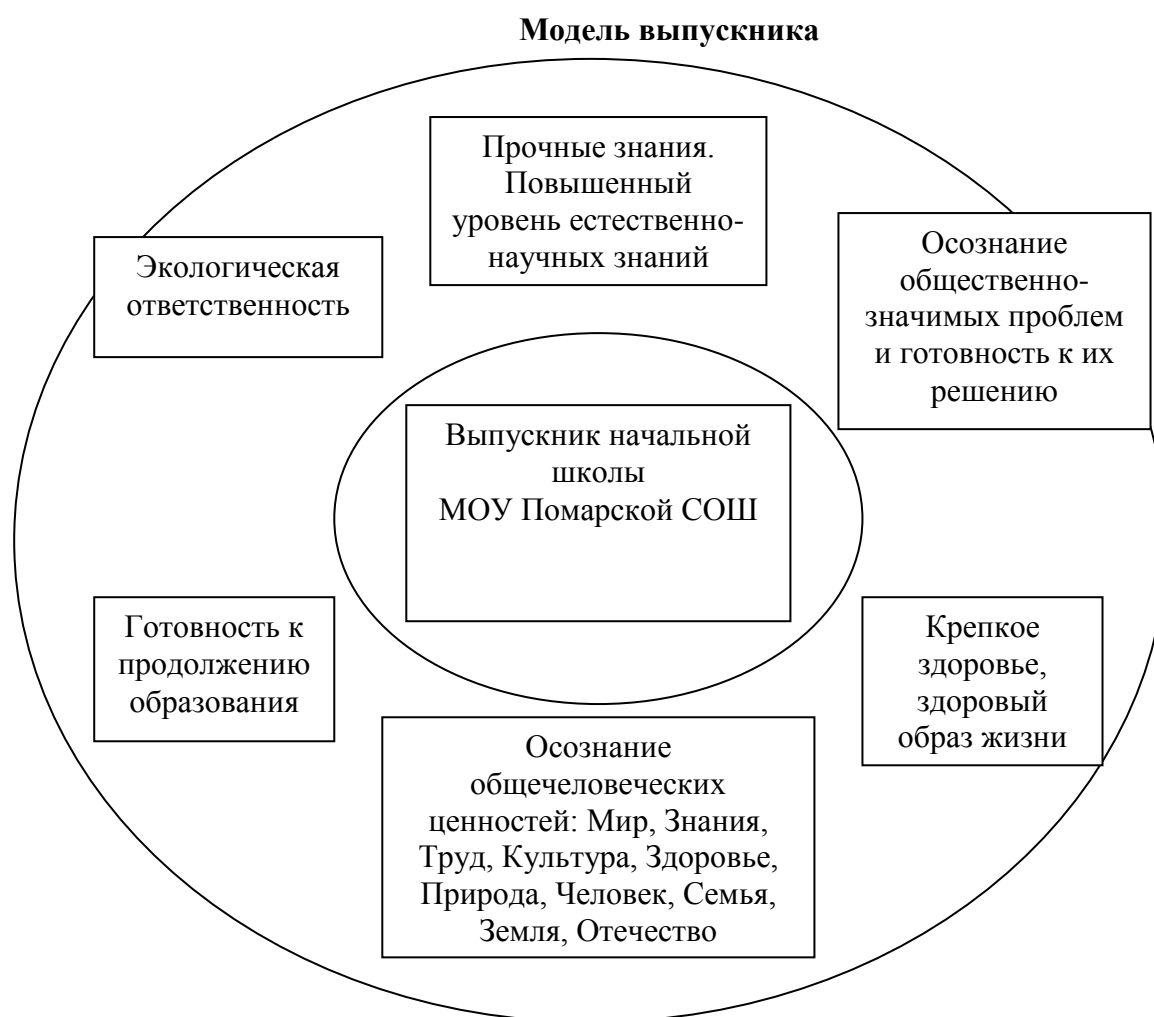 Модель выпускника
Прочные знания.
Повышенный
уровень естественно-
научных знаний
Экологическая
ответственность
Осознание
общественно-
значимых проблем
и готовность к их
решению
Выпускник начальной
школы
МОУ Помарской СОШ
Готовность к
продолжению
образования
Крепкое
здоровье,
здоровый
образ жизни
Осознание
общечеловеческих
ценностей: Мир, Знания,
Труд, Культура, Здоровье,
Природа, Человек, Семья,
Земля, Отечество